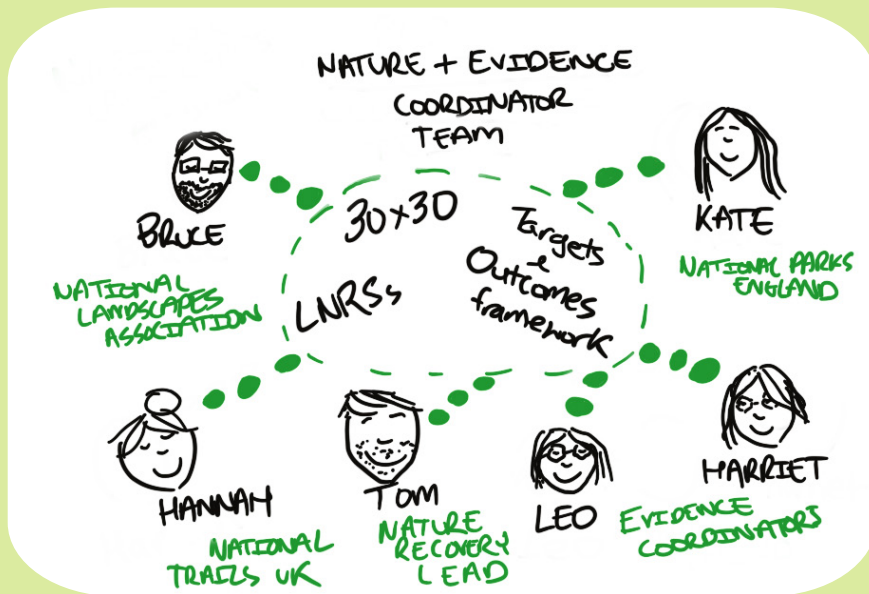 NATURE + EVIDENCE
COORDINATOR
TEAM
BRUCE
NATIONAL
LANDSCAPES
ASSOCIATION
30x30
LNRSs
Targets
&
Outcomes
framework
KATE
NATIONAL PARKS
ENGLAND
HANNAH
NATIONAL
TRAILS UK
TOM
NATURE
RECOVERY
LEAD
LEO
HARRIET
EVIDENCE
COORDINATORS